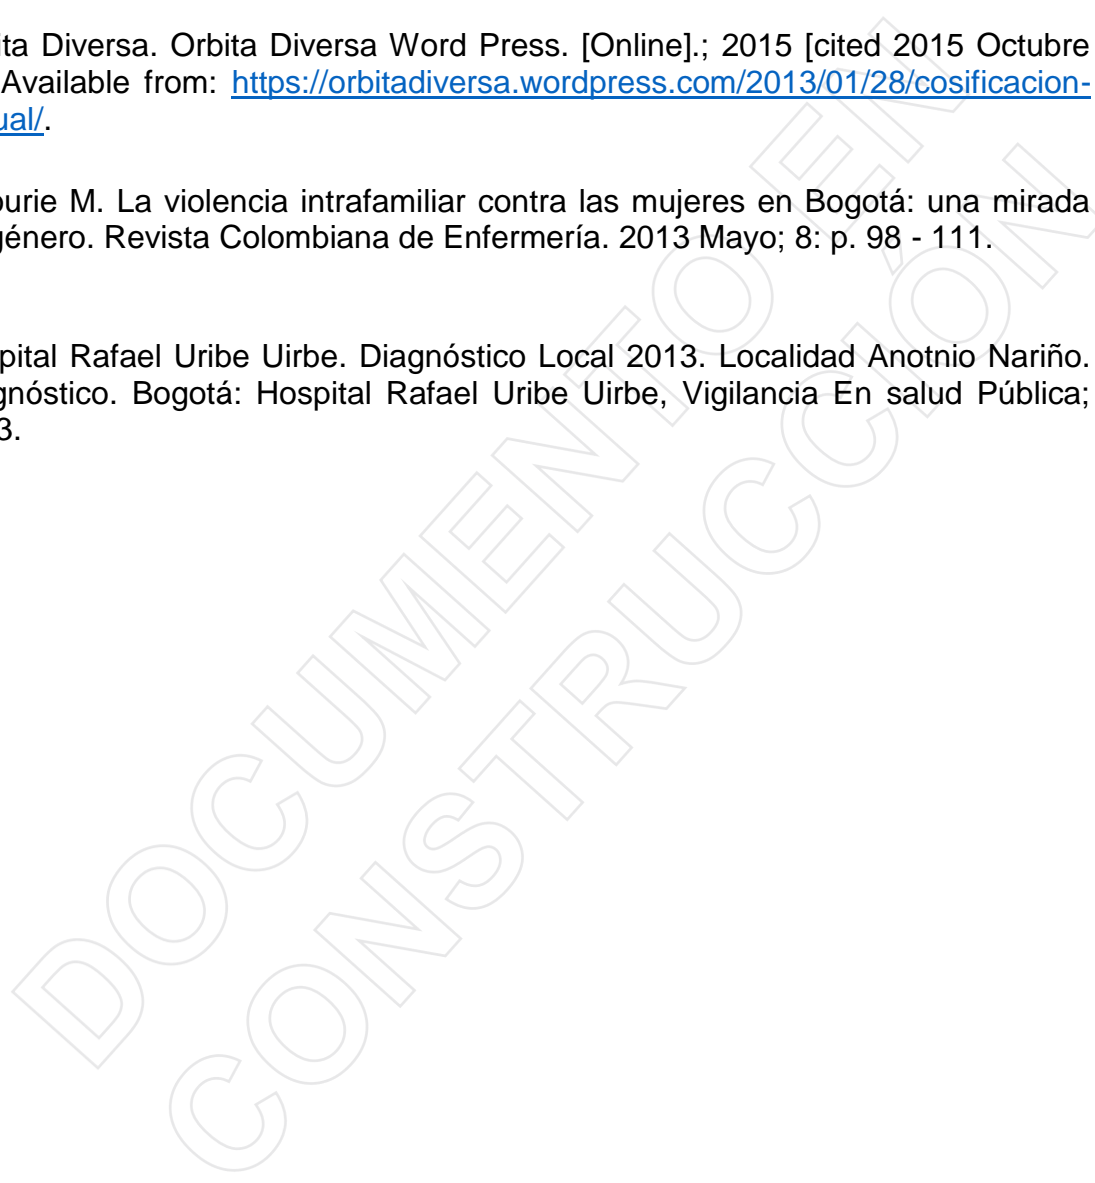 ita Diversa. Orbita Diversa Word Press. [Online].; 2015 [cited 2015 Octubre
Available from: https://orbitadiversa.wordpress.com/2013/01/28/cosificacion-
ual/.
ourie M. La violencia intrafamiliar contra las mujeres en Bogotá: una mirada
género. Revista Colombiana de Enfermería. 2013 Mayo; 8: p. 98 - 111.
pital Rafael Uribe Uirbe. Diagnóstico Local 2013. Localidad Anotnio Nariño.
gnóstico. Bogotá: Hospital Rafael Uribe Uirbe, Vigilancia En salud Pública;
3.
DOCUMENTO EN
CONSTRUCCIÓN